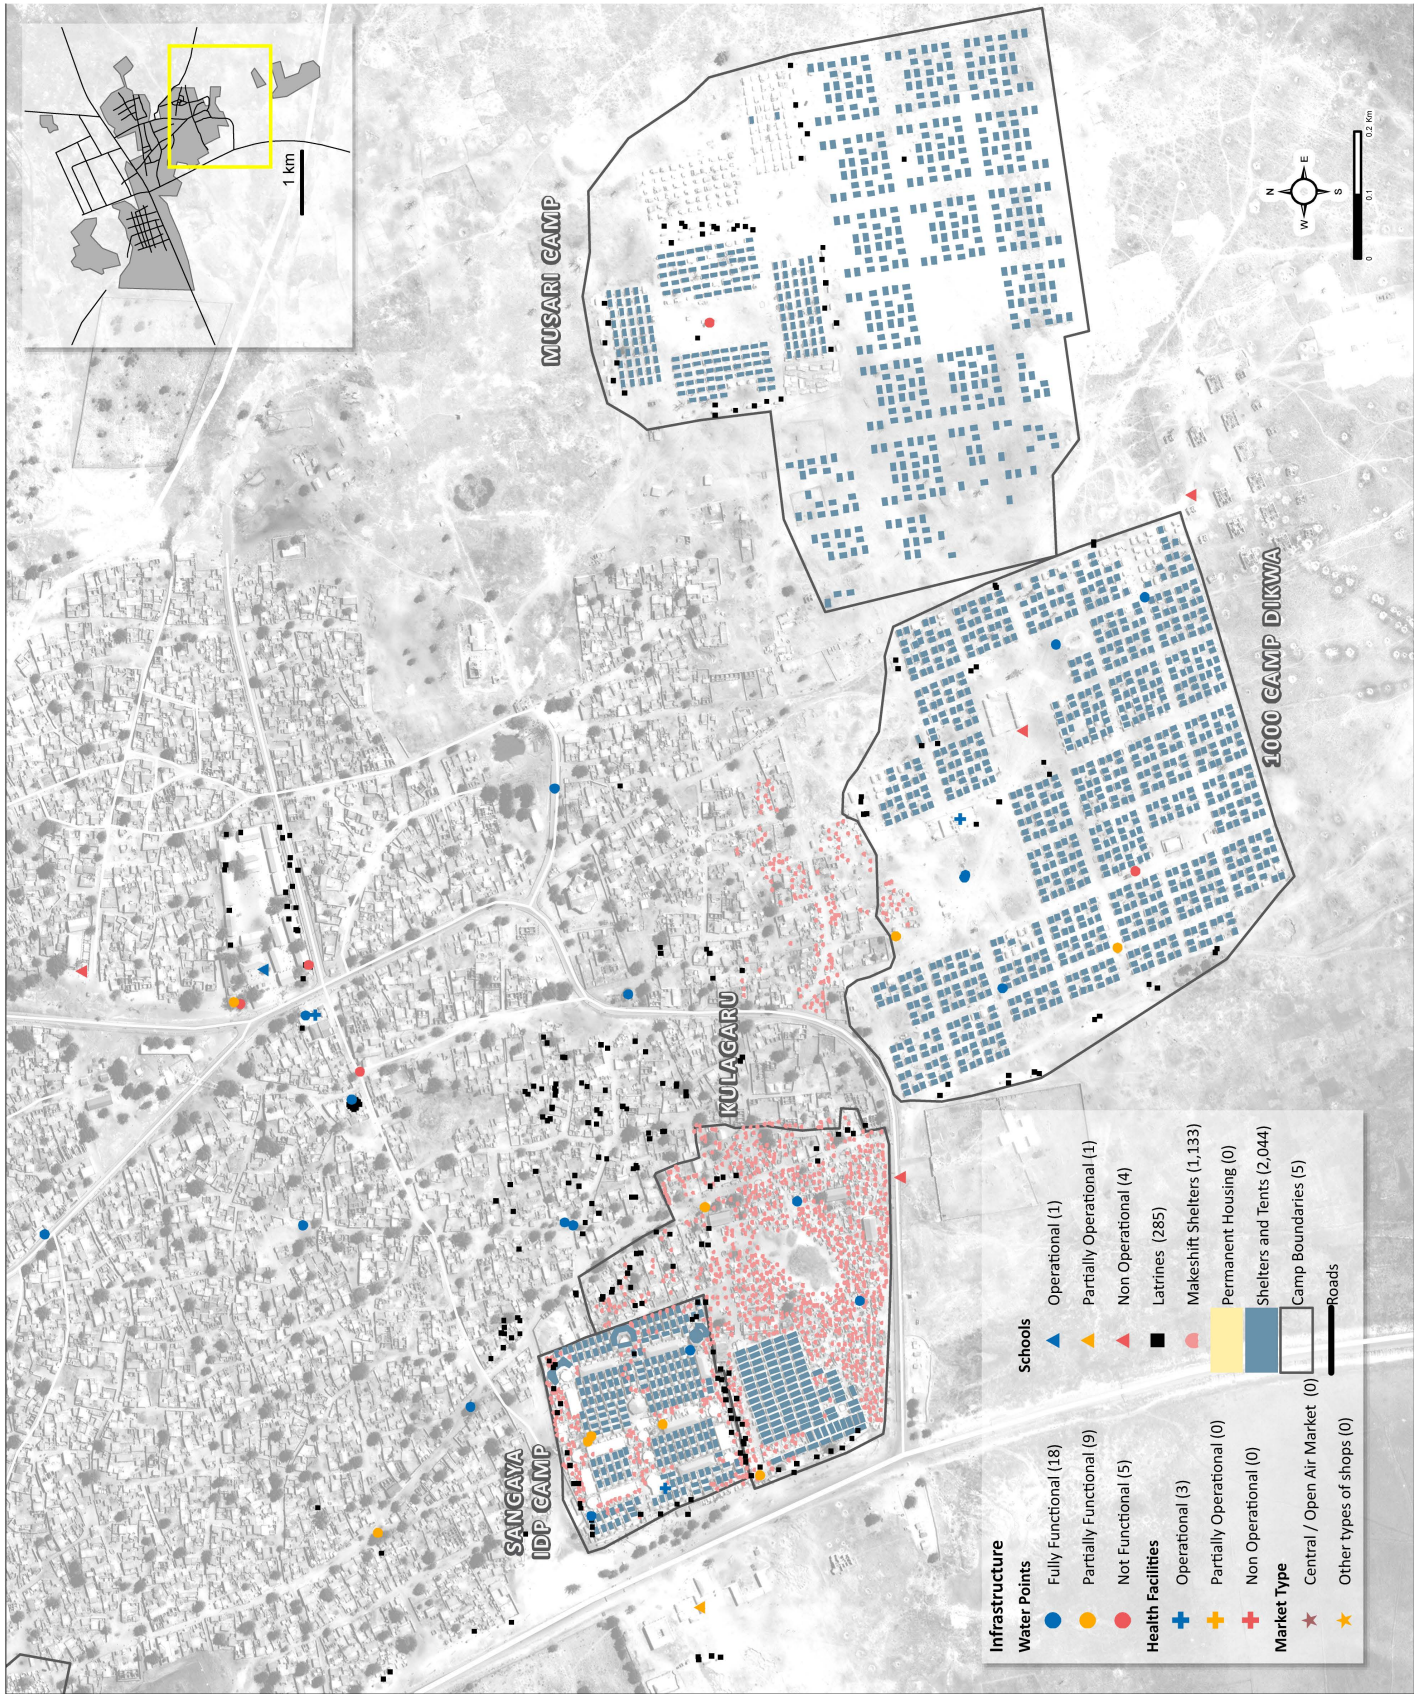 1 km
MUSARI CAMP
N
W
E
S
0
0.1
0.2 Km
KULAGARU
1000 CAMP DIKWA
SANGAYA
IDP CAMP
Infrastructure
Water Points
Fully Functional (18)
Partially Functional (9)
Not Functional (5)
Health Facilities
Operational (3)
Partially Operational (0)
Non Operational (0)
Market Type
Central / Open Air Market (0)
Other types of shops (0)
Schools
Operational (1)
Partially Operational (1)
Non Operational (4)
Latrines (285)
Makeshift Shelters (1,133)
Permanent Housing (0)
Shelters and Tents (2,044)
Camp Boundaries (5)
Roads